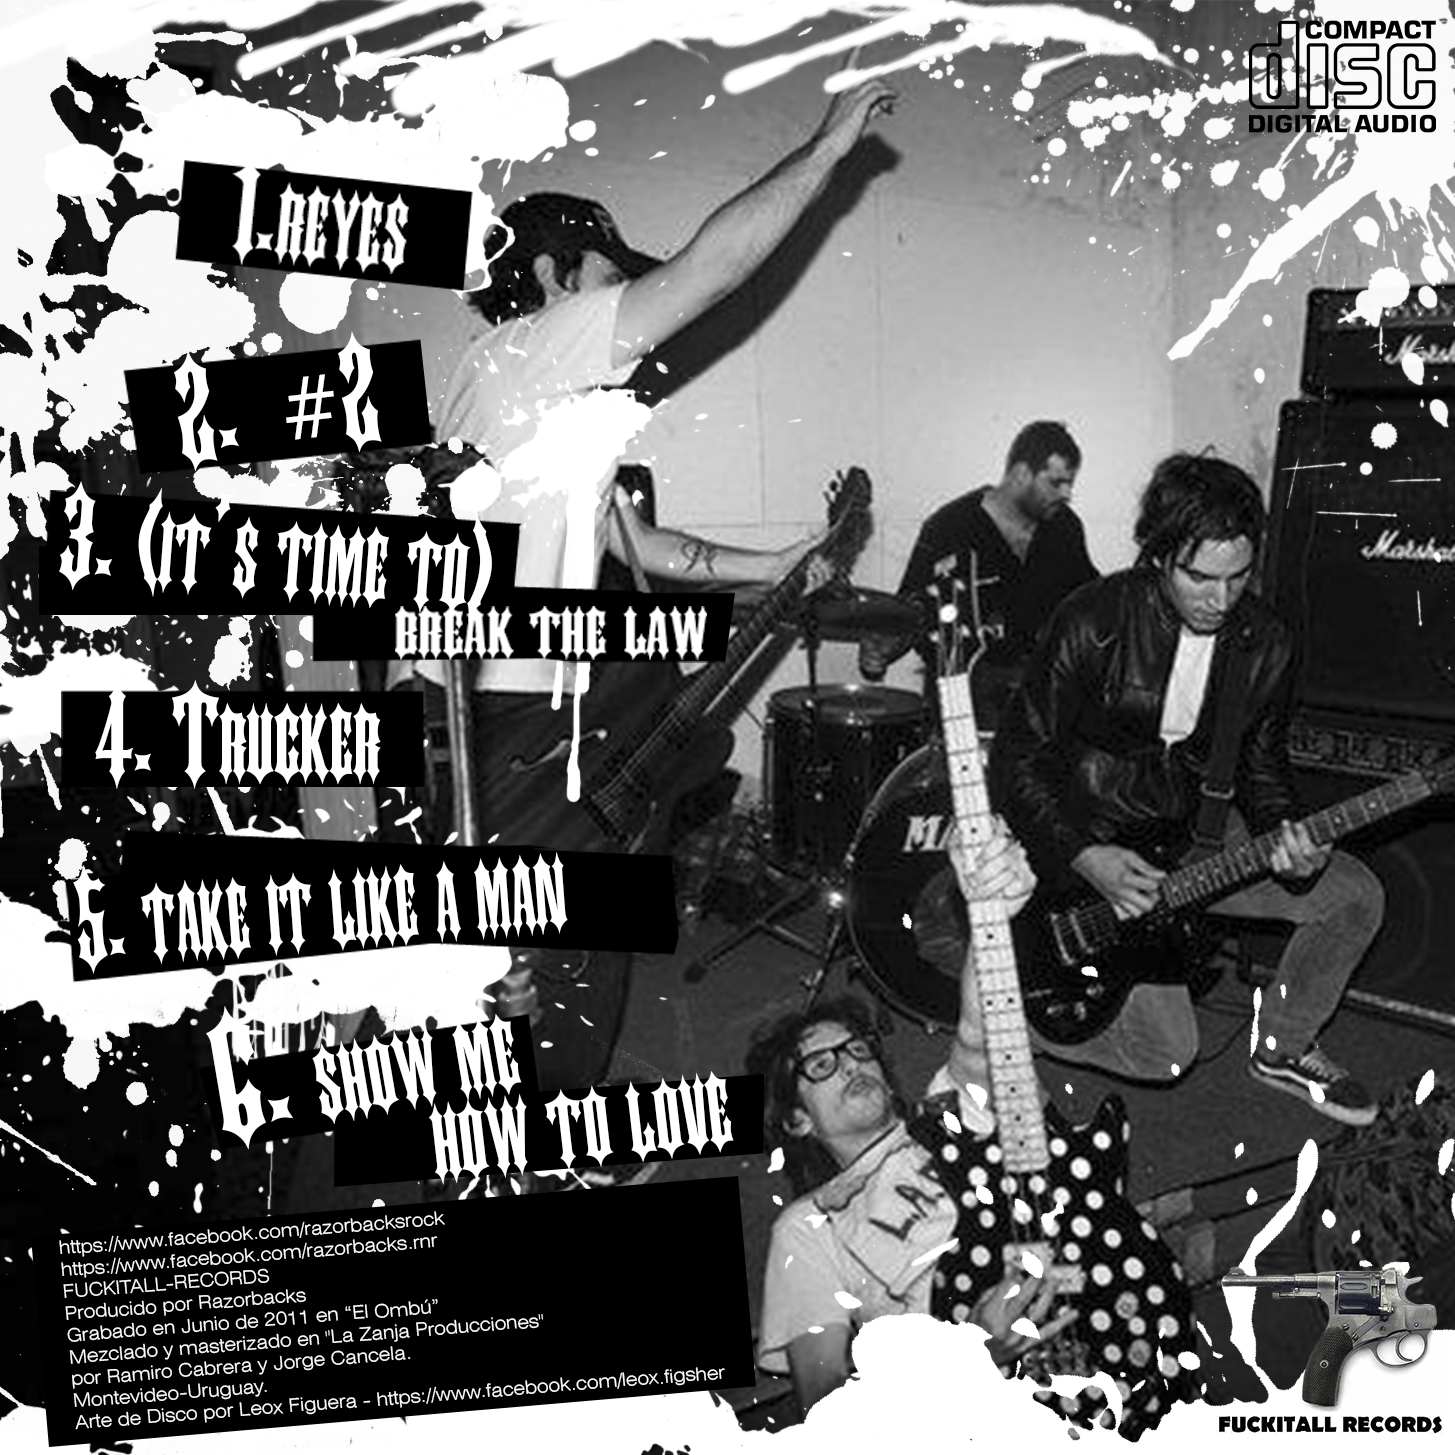 COMPACT
disc
DIGITAL AUDIO
1.REYES
2. #2
3. (IT'S TIME TO)
BREAK THE LAW
4. TRUCKER
5. TAKE IT LIKE A MAN
6. SHOW ME
HOW TO LOVE
Marshall
https://www.facebook.com/razorbacksrock
https://www.facebook.com/razorbacks.rnr
FUCKITALL-RECORDS
Producido por Razorbacks
Grabado en Junio de 2011 en “El Ombú”
Mezclado y masterizado en "La Zanja Producciones"
por Ramiro Cabrera y Jorge Cancela.
Montevideo-Uruguay.
Arte de Disco por Leox Figuera - https://www.facebook.com/leox.figsher
FUCKITALL RECORDS